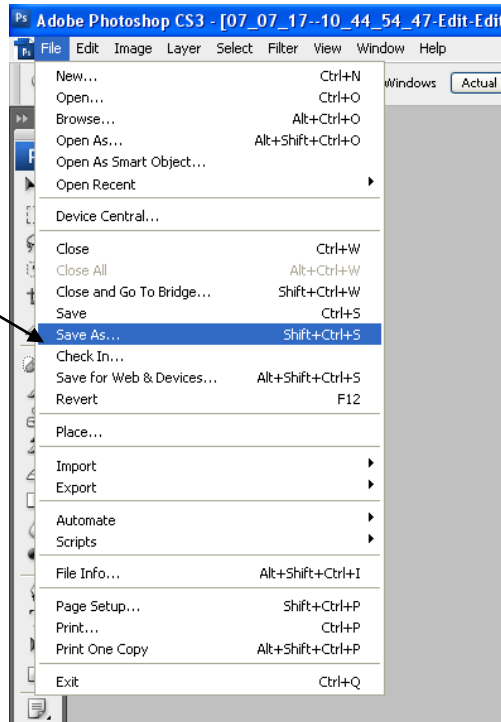 Ps Adobe Photoshop CS3 - [07_07_17--10_44_54_47-Edit-Edit
Ps File Edit Image Layer Select Filter View Window Help
Windows Actual
New... Ctrl+N
Open... Ctrl+O
Browse... Alt+Ctrl+O
Open As... Alt+Shift+Ctrl+O
Open As Smart Object...
Open Recent
Device Central...
Close Ctrl+W
Close All Alt+Ctrl+W
Close and Go To Bridge... Shift+Ctrl+W
Save Ctrl+S
Save As... Shift+Ctrl+S
Check In...
Save for Web & Devices... Alt+Shift+Ctrl+S
Revert F12
Place...
Import
Export
Automate
Scripts
File Info... Alt+Shift+Ctrl+I
Page Setup... Shift+Ctrl+P
Print... Ctrl+P
Print One Copy Alt+Shift+Ctrl+P
Exit Ctrl+Q